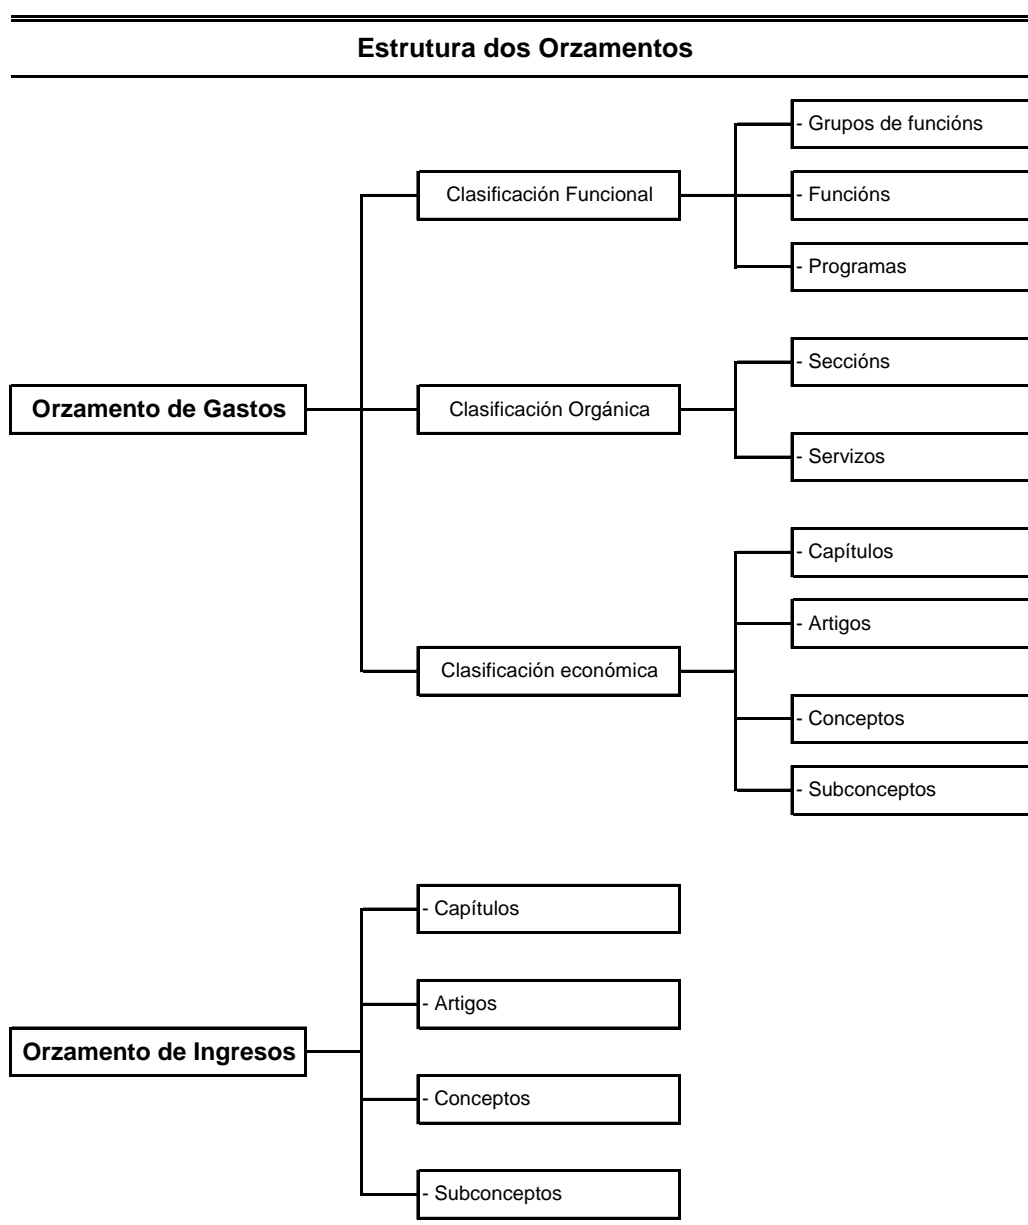 Estrutura dos Orzamentos
- Grupos de funcións
Clasificación Funcional
- Funcións
- Programas
- Seccións
Orzamento de Gastos
Clasificación Orgánica
- Servizos
- Capítulos
- Artigos
Clasificación económica
- Conceptos
- Subconceptos
- Capítulos
- Artigos
Orzamento de Ingresos
- Conceptos
- Subconceptos